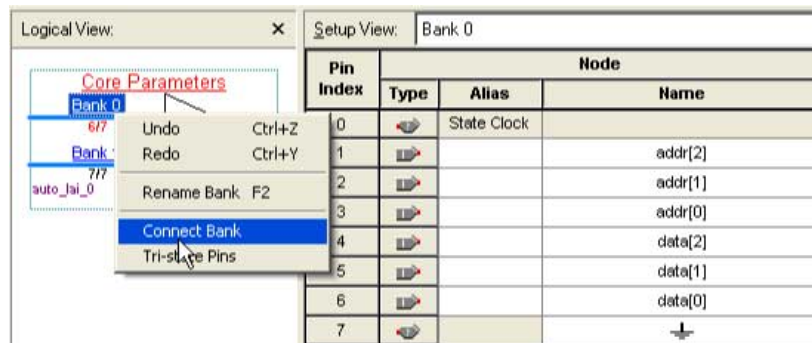 Logical View: ×
Core Parameters
Bank 0
6/7
Bank
7/7
auto_lai_0
Undo Ctrl+Z
Redo Ctrl+Y
Rename Bank F2
Connect Bank
Tri-state Pins
Setup View: Bank 0
Pin Index Node
Type Alias Name
0 State Clock
1 addr[2]
2 addr[1]
3 addr[0]
4 data[2]
5 data[1]
6 data[0]
7